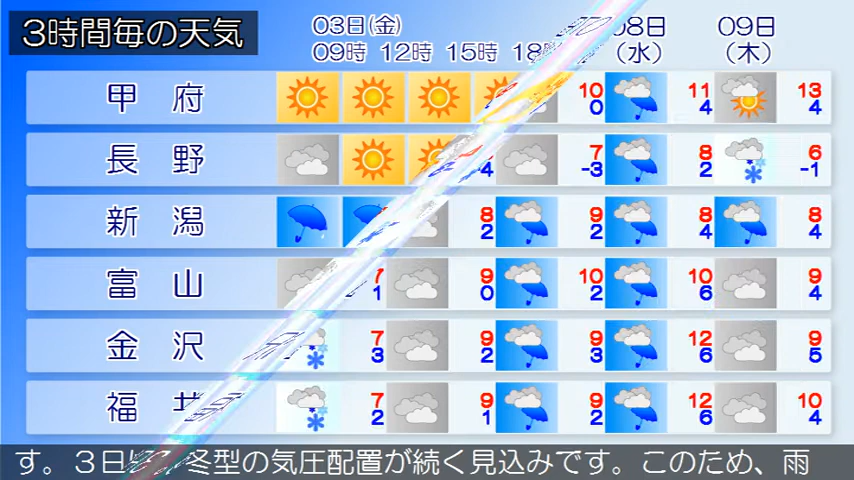 3時間毎の天気
03日(金) 08日 09日
09時 12時 15時 18時 (水) (木)
甲府 10 0 11 4 13 4
長野 4 7 -3 8 2 6 -1
新潟 8 2 9 2 8 4 8 4
富山 7 1 9 0 10 2 10 6 9 4
金沢 7 3 9 2 9 3 12 6 9 5
福井 7 2 9 1 9 2 12 6 10 4
す。3日は、冬型の気圧配置が続く見込みです。このため、雨